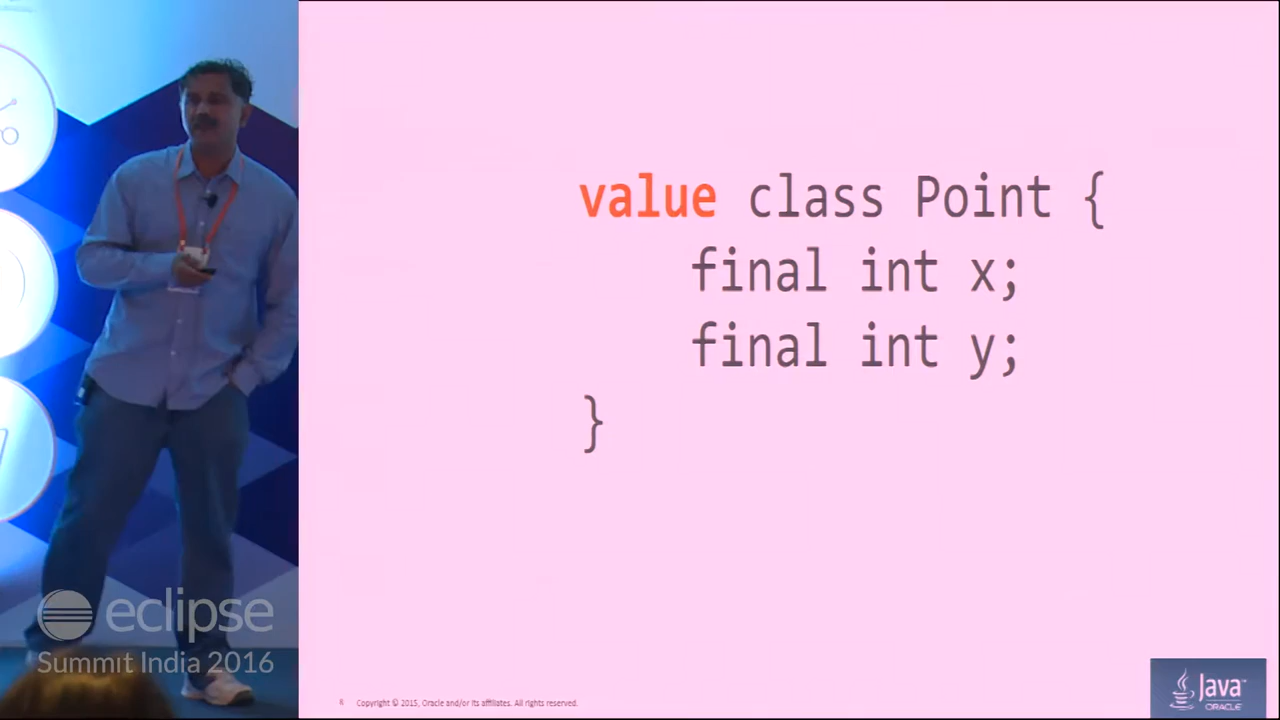 value class Point {
final int x;
final int y;
}
eclipse
Summit India 2016
Copyright © 2015, Oracle and/or its affiliates. All rights reserved.
Java™
ORACLE